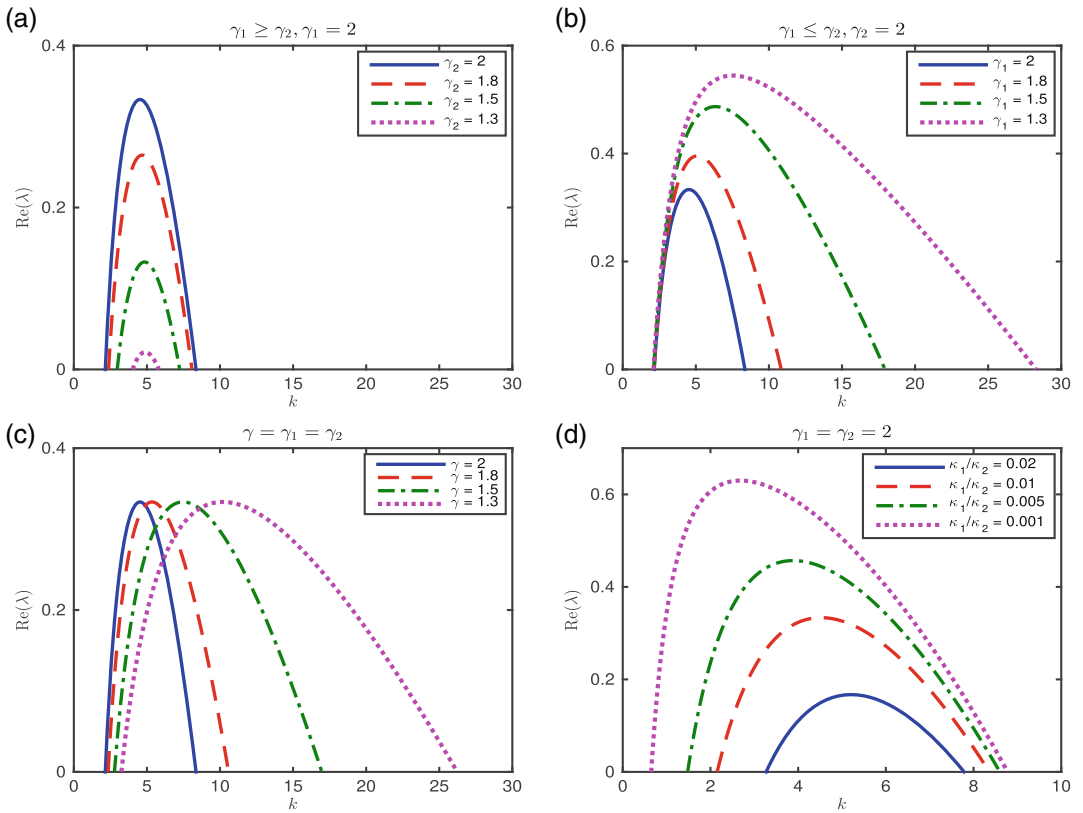 (a)
γ₁ ≥ γ₂, γ₁ = 2
0.4
0.2
0
Re(λ)
γ₂ = 2
γ₂ = 1.8
γ₂ = 1.5
γ₂ = 1.3
0 5 10 15 20 25 30
k
(b)
γ₁ ≤ γ₂, γ₂ = 2
0.6
0.4
0.2
0
Re(λ)
γ₁ = 2
γ₁ = 1.8
γ₁ = 1.5
γ₁ = 1.3
0 5 10 15 20 25 30
k
(c)
γ = γ₁ = γ₂
0.4
0.2
0
Re(λ)
γ = 2
γ = 1.8
γ = 1.5
γ = 1.3
0 5 10 15 20 25 30
k
(d)
γ₁ = γ₂ = 2
0.6
0.4
0.2
0
Re(λ)
κ₁/κ₂ = 0.02
κ₁/κ₂ = 0.01
κ₁/κ₂ = 0.005
κ₁/κ₂ = 0.001
0 2 4 6 8 10
k